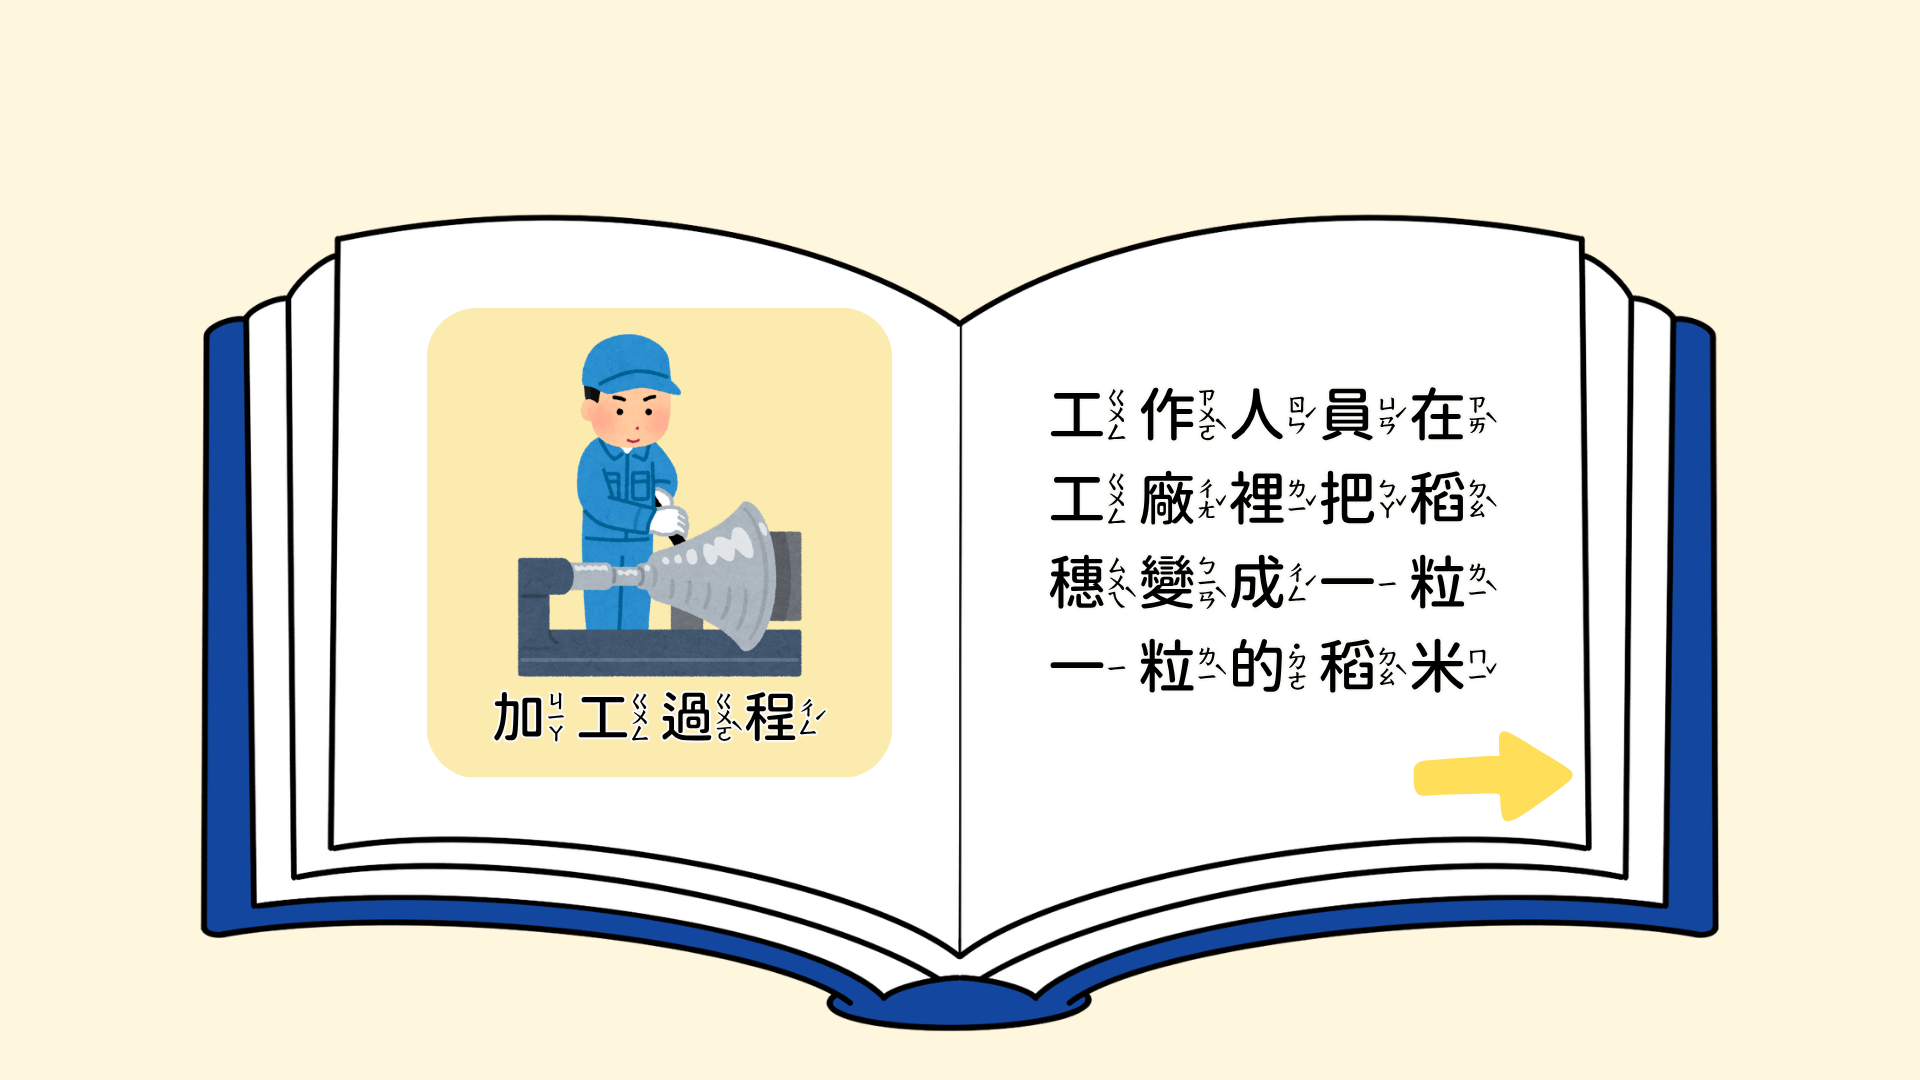 加工過程
工作人員在
工廠裡把稻
穗變成一粒
一粒的稻米